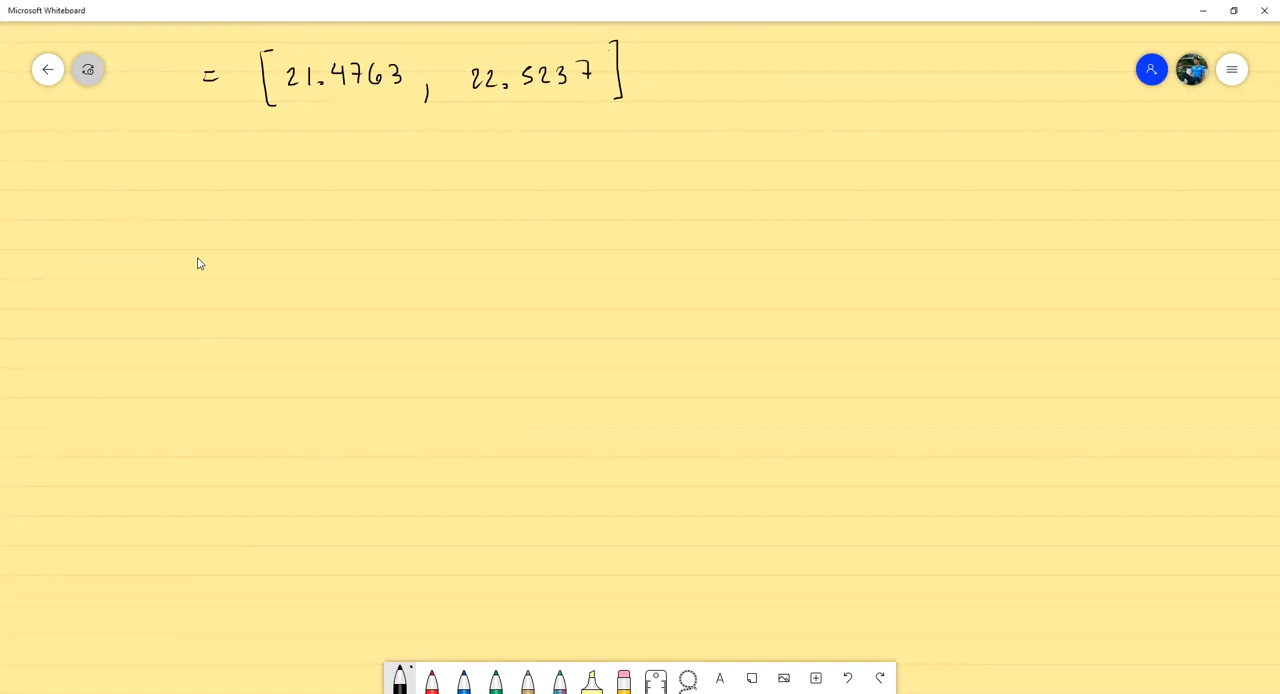 Microsoft Whiteboard
= [ 21.4763 , 22.5237 ]
A